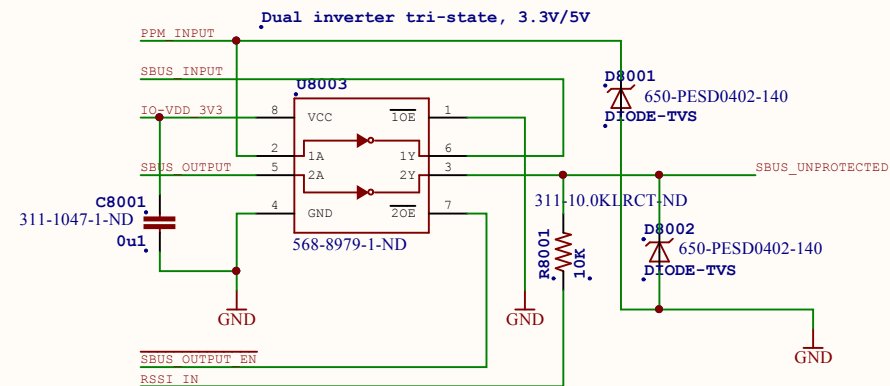 Dual inverter tri-state, 3.3V/5V
PPM_INPUT
SBUS_INPUT
U8003
D8001
650-PESD0402-140
DIODE-TVS
IO-VDD_3V3
8 VCC 1OE 1
2 1A 1Y 6
SBUS_OUTPUT 5 2A 2Y 3 SBUS_UNPROTECTED
4 GND 2OE 7
C8001
311-1047-1-ND
0u1
568-8979-1-ND
311-10.0KLRCT-ND
R8001
10K
D8002
650-PESD0402-140
DIODE-TVS
GND
GND
GND
SBUS_OUTPUT_EN
RSSI_IN